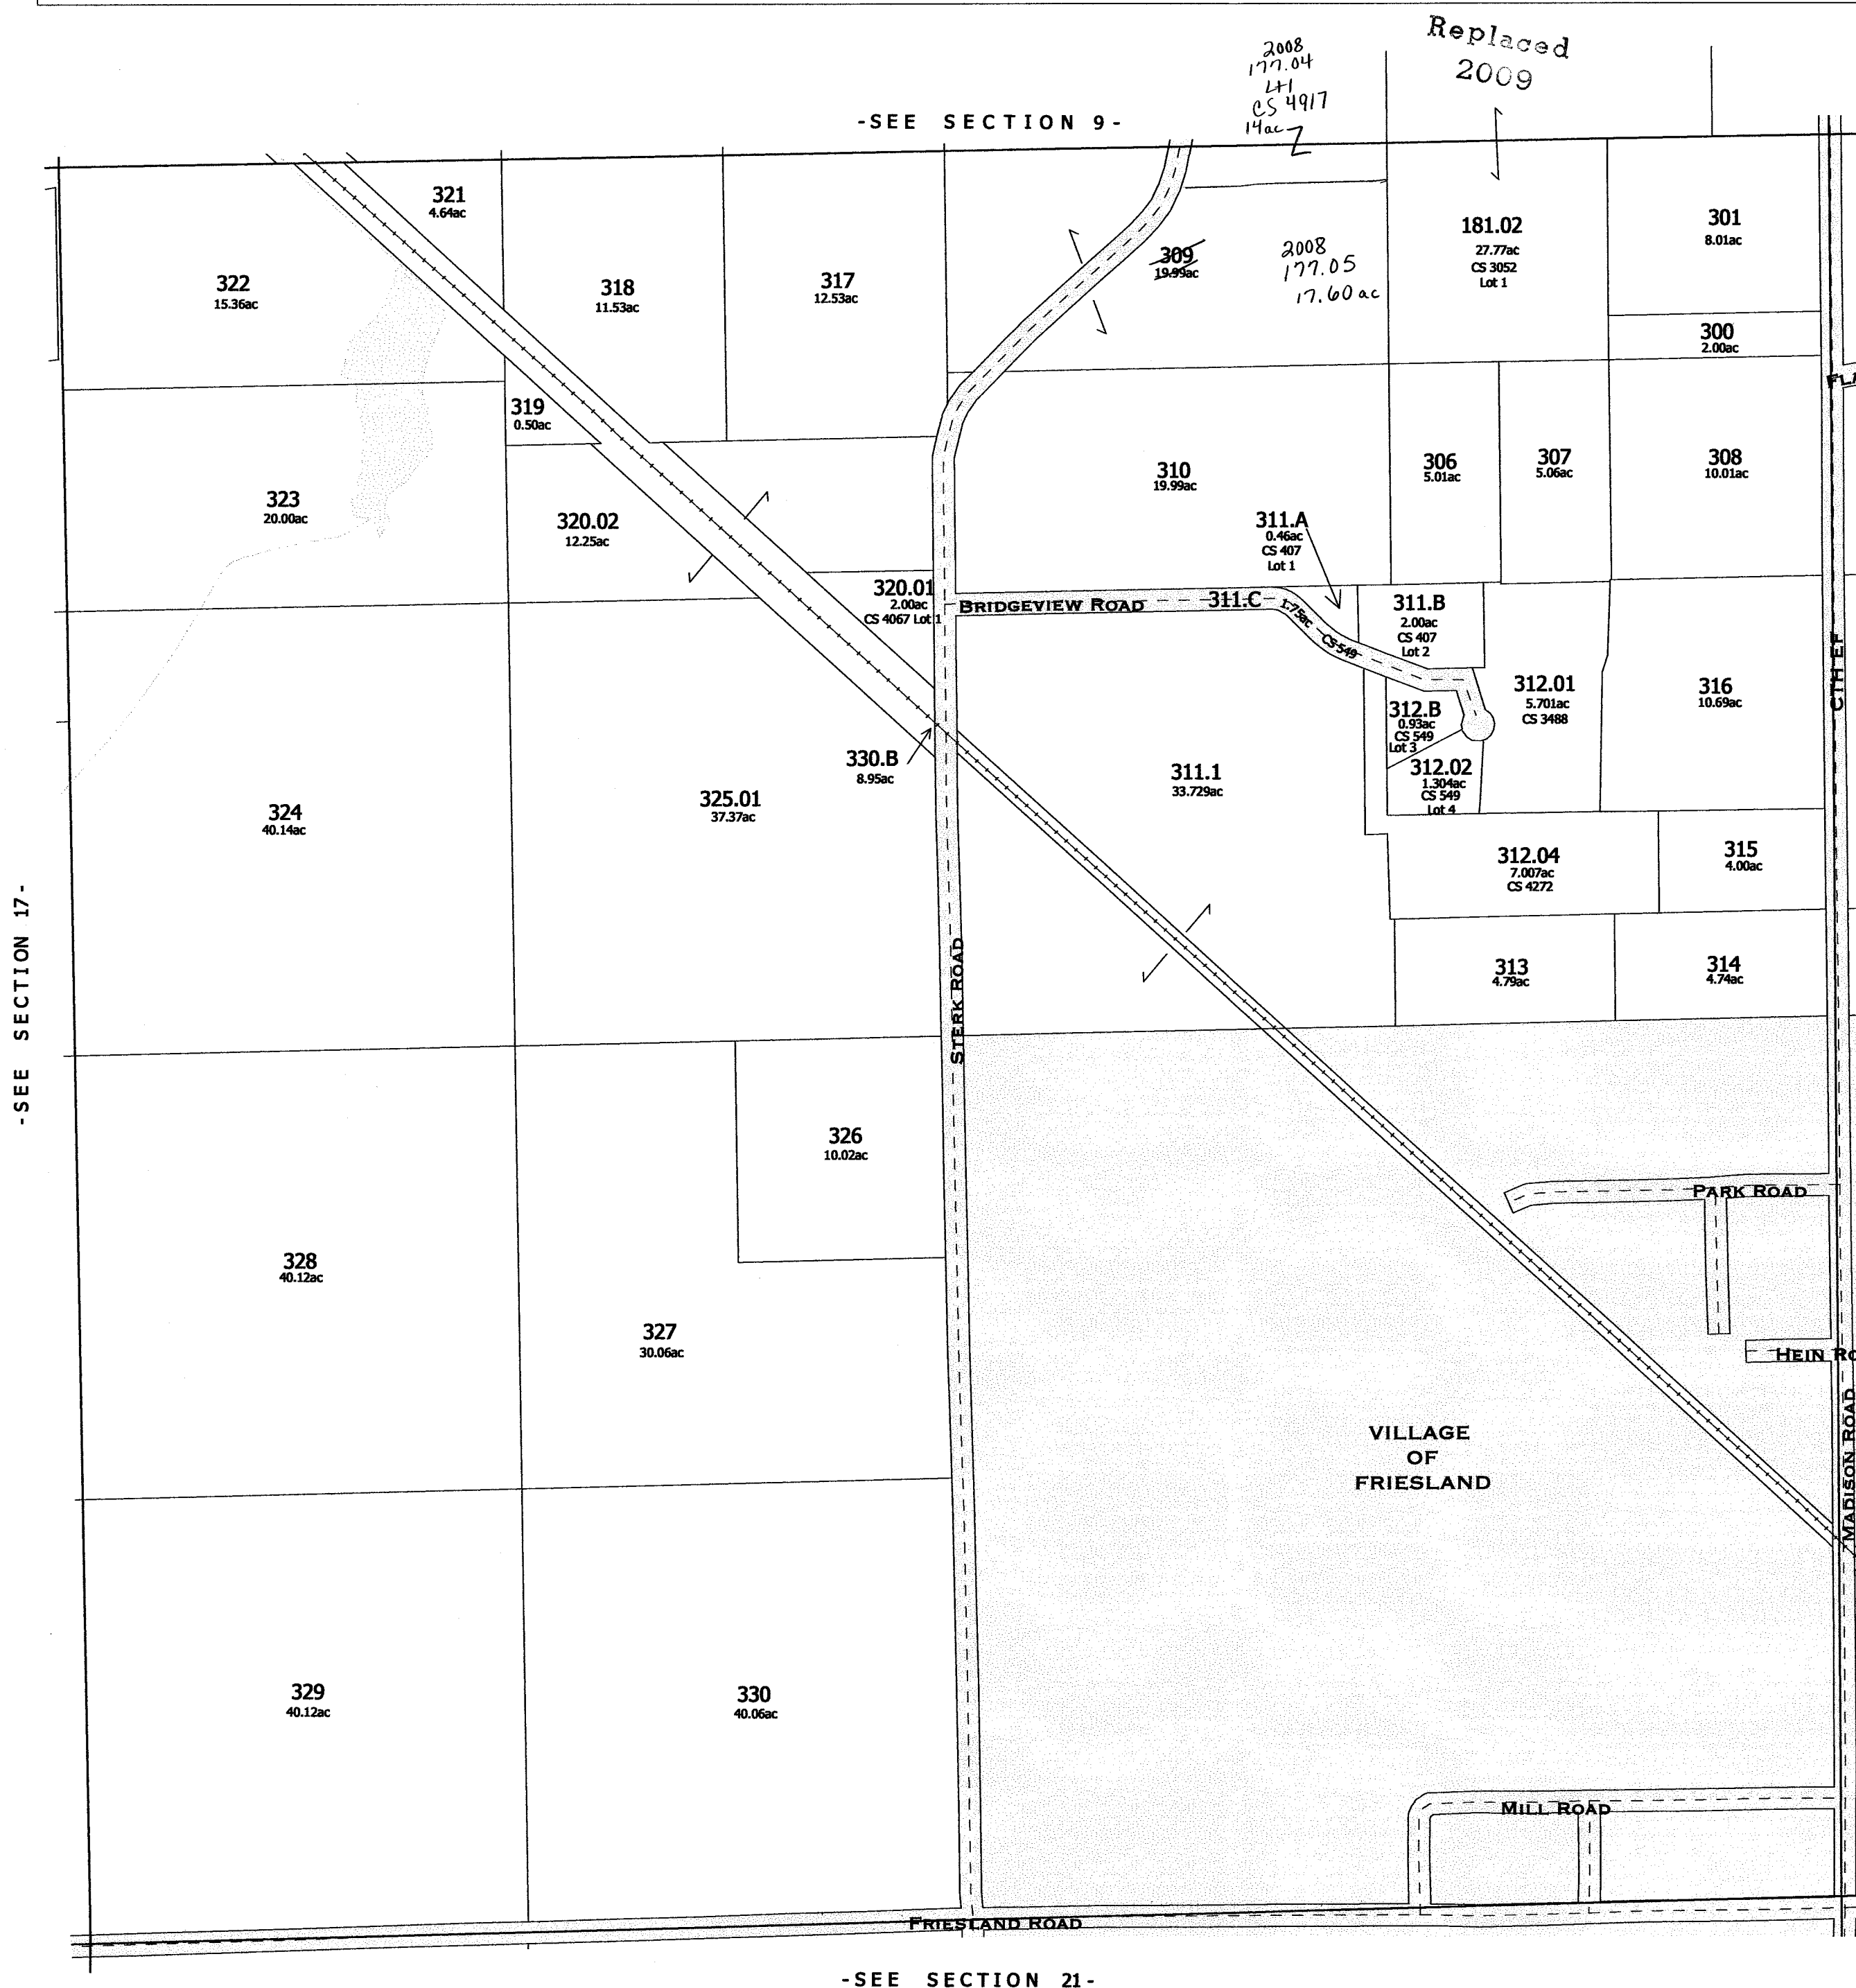 Replaced
2009
2008
177.04
Lt1
CS 4917
14ac
-SEE SECTION 9-
321
4.64ac
322
15.36ac
318
11.53ac
317
12.53ac
309
19.99ac
2008
177.05
17.60 ac
181.02
27.77ac
CS 3052
Lot 1
301
8.01ac
300
2.00ac
319
0.50ac
323
20.00ac
320.02
12.25ac
310
19.99ac
306
5.01ac
307
5.06ac
308
10.01ac
311.A
0.46ac
CS 407
Lot 1
320.01
2.00ac
CS 4067 Lot 1
BRIDGEVIEW ROAD
311.C
1.75ac
CS 549
311.B
2.00ac
CS 407
Lot 2
312.01
5.701ac
CS 3488
316
10.69ac
CTH EF
312.B
0.93ac
CS 549
Lot 3
312.02
1.304ac
CS 549
Lot 4
330.B
8.95ac
311.1
33.729ac
324
40.14ac
325.01
37.37ac
312.04
7.007ac
CS 4272
315
4.00ac
313
4.79ac
314
4.74ac
-SEE SECTION 17-
STERK ROAD
326
10.02ac
328
40.12ac
327
30.06ac
PARK ROAD
HEIN
MADISON ROAD
VILLAGE
OF
FRIESLAND
329
40.12ac
330
40.06ac
MILL ROAD
FRIESLAND ROAD
-SEE SECTION 21-